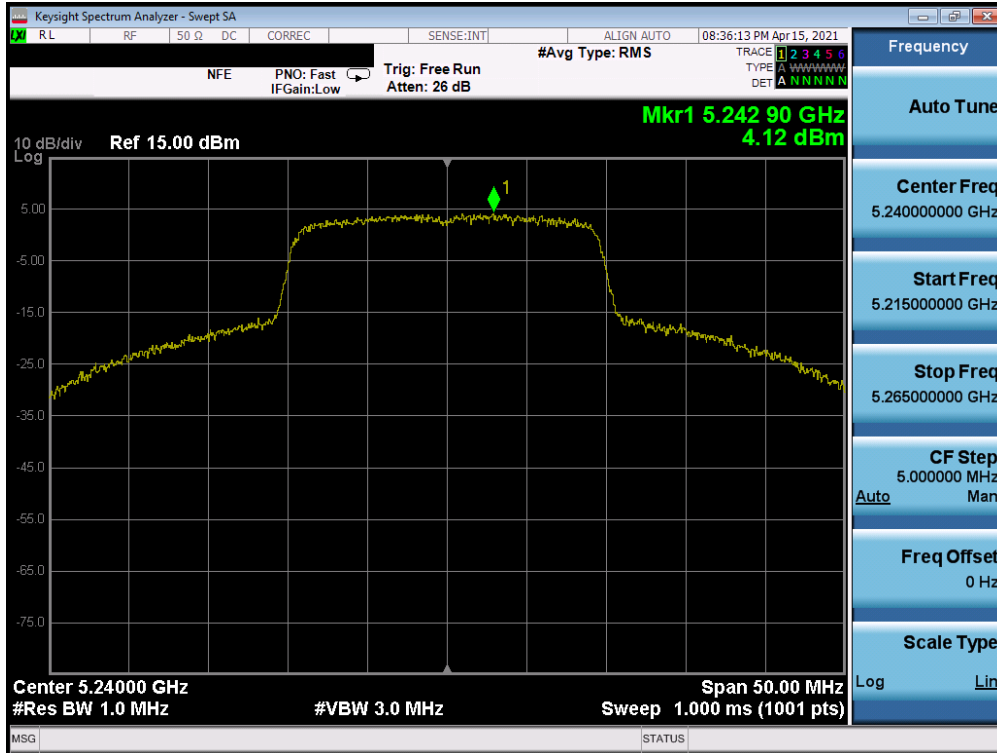 Keysight Spectrum Analyzer - Swept SA
LXI RL RF 50 Ω DC CORREC SENSE:INT ALIGN AUTO 08:36:13 PM Apr 15, 2021
NFE PNO: Fast Trig: Free Run #Avg Type: RMS TRACE 1 2 3 4 5 6
IFGain:Low Atten: 26 dB TYPE A WWWWW
DET A N N N N N
Mkr1 5.242 90 GHz
4.12 dBm
10 dB/div Ref 15.00 dBm
Log
1
5.00
-5.00
-15.0
-25.0
-35.0
-45.0
-55.0
-65.0
-75.0
Center 5.24000 GHz Span 50.00 MHz
#Res BW 1.0 MHz #VBW 3.0 MHz Sweep 1.000 ms (1001 pts)
MSG STATUS
Frequency
Auto Tune
Center Freq
5.240000000 GHz
Start Freq
5.215000000 GHz
Stop Freq
5.265000000 GHz
CF Step
5.000000 MHz
Auto Man
Freq Offset
0 Hz
Scale Type
Log Lin